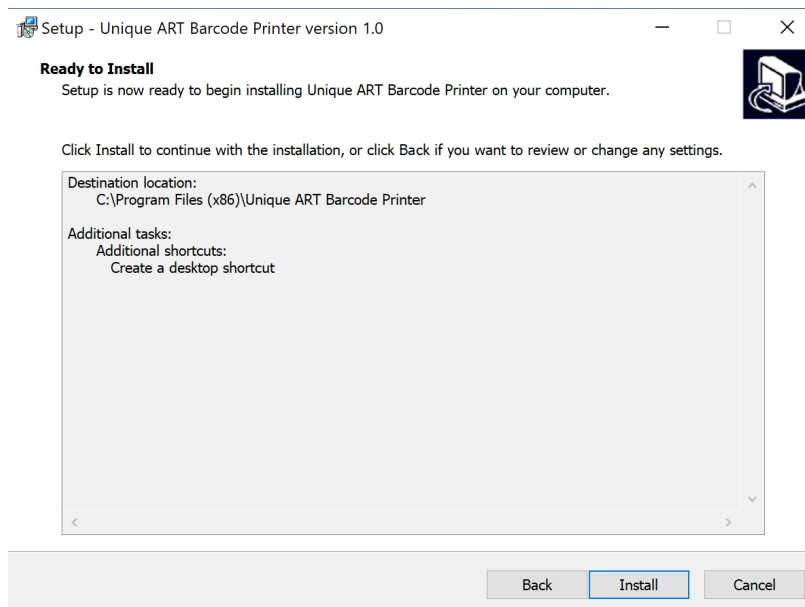 Setup - Unique ART Barcode Printer version 1.0
Ready to Install
Setup is now ready to begin installing Unique ART Barcode Printer on your computer.
Click Install to continue with the installation, or click Back if you want to review or change any settings.
Destination location:
C:\Program Files (x86)\Unique ART Barcode Printer
Additional tasks:
Additional shortcuts:
Create a desktop shortcut
Back
Install
Cancel